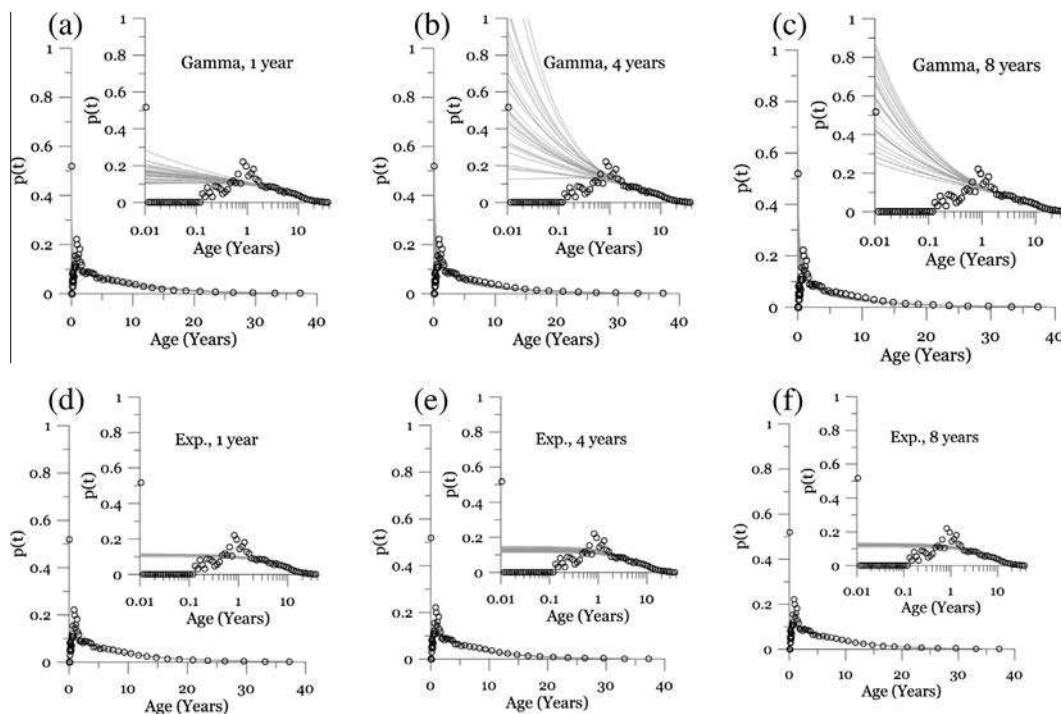 (a)
1
0.8
0.6
0.4
0.2
0
p(t)
1
0.8
0.6
0.4
0.2
0
p(t)
Gamma, 1 year
0.01 0.1 1 10
Age (Years)
0 10 20 30 40
Age (Years)
(b)
1
0.8
0.6
0.4
0.2
0
p(t)
1
0.8
0.6
0.4
0.2
0
p(t)
Gamma, 4 years
0.01 0.1 1 10
Age (Years)
0 10 20 30 40
Age (Years)
(c)
1
0.8
0.6
0.4
0.2
0
p(t)
1
0.8
0.6
0.4
0.2
0
p(t)
Gamma, 8 years
0.01 0.1 1 10
Age (Years)
0 10 20 30 40
Age (Years)
(d)
1
0.8
0.6
0.4
0.2
0
p(t)
1
0.8
0.6
0.4
0.2
0
p(t)
Exp., 1 year
0.01 0.1 1 10
Age (Years)
0 10 20 30 40
Age (Years)
(e)
1
0.8
0.6
0.4
0.2
0
p(t)
1
0.8
0.6
0.4
0.2
0
p(t)
Exp., 4 years
0.01 0.1 1 10
Age (Years)
0 10 20 30 40
Age (Years)
(f)
1
0.8
0.6
0.4
0.2
0
p(t)
1
0.8
0.6
0.4
0.2
0
p(t)
Exp., 8 years
0.01 0.1 1 10
Age (Years)
0 10 20 30 40
Age (Years)